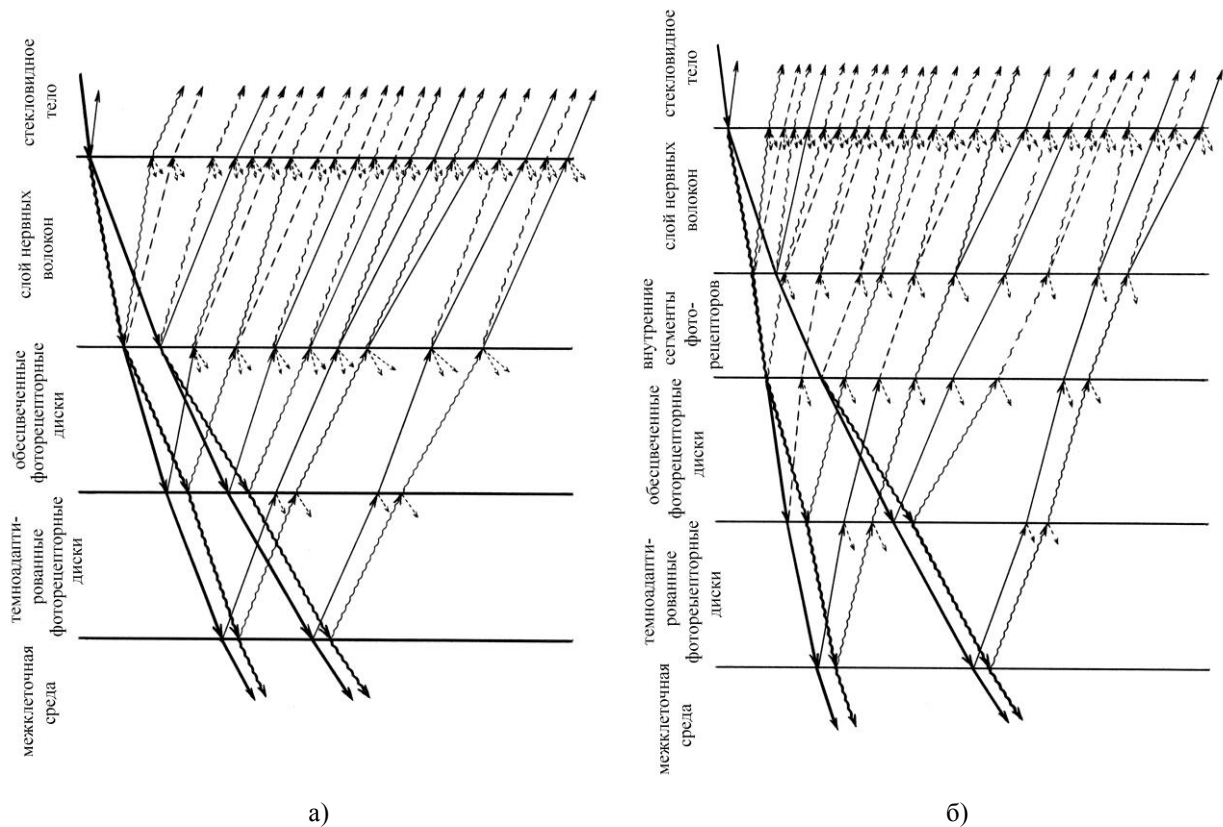 стекловидное
тело
слой нервных
волокон
обесцвеченные
фоторецепторные
диски
темноадапти-
рованные
фоторецепторные
диски
межклеточная
среда
а)
стекловидное
тело
слой нервных
волокон
внутренние
сегменты
фото-
рецепторов
обесцвеченные
фоторецепторные
диски
темноадапти-
рованные
фотореыепторные
диски
межклеточная
среда
б)